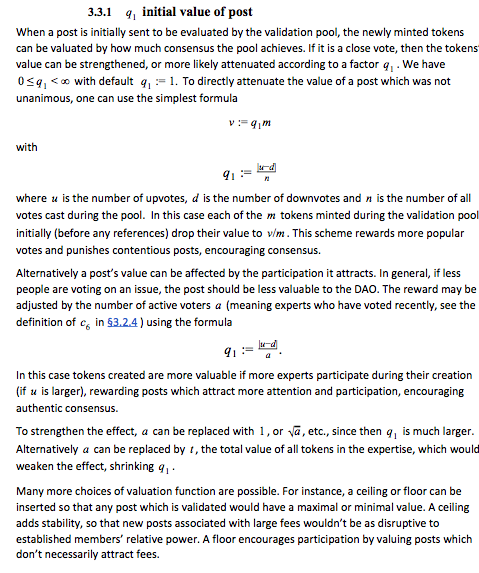 3.3.1 q₁ initial value of post
When a post is initially sent to be evaluated by the validation pool, the newly minted tokens
can be valuated by how much consensus the pool achieves. If it is a close vote, then the tokens'
value can be strengthened, or more likely attenuated according to a factor q₁. We have
0≤q₁<∞ with default q₁ := 1. To directly attenuate the value of a post which was not
unanimous, one can use the simplest formula
v := q₁m
with
q₁ := |u–d|/n
where u is the number of upvotes, d is the number of downvotes and n is the number of all
votes cast during the pool. In this case each of the m tokens minted during the validation pool
initially (before any references) drop their value to v/m. This scheme rewards more popular
votes and punishes contentious posts, encouraging consensus.
Alternatively a post's value can be affected by the participation it attracts. In general, if less
people are voting on an issue, the post should be less valuable to the DAO. The reward may be
adjusted by the number of active voters a (meaning experts who have voted recently, see the
definition of c₆ in §3.2.4) using the formula
q₁ := |u–d|/a.
In this case tokens created are more valuable if more experts participate during their creation
(if u is larger), rewarding posts which attract more attention and participation, encouraging
authentic consensus.
To strengthen the effect, a can be replaced with 1, or √a, etc., since then q₁ is much larger.
Alternatively a can be replaced by t, the total value of all tokens in the expertise, which would
weaken the effect, shrinking q₁.
Many more choices of valuation function are possible. For instance, a ceiling or floor can be
inserted so that any post which is validated would have a maximal or minimal value. A ceiling
adds stability, so that new posts associated with large fees wouldn't be as disruptive to
established members' relative power. A floor encourages participation by valuing posts which
don't necessarily attract fees.